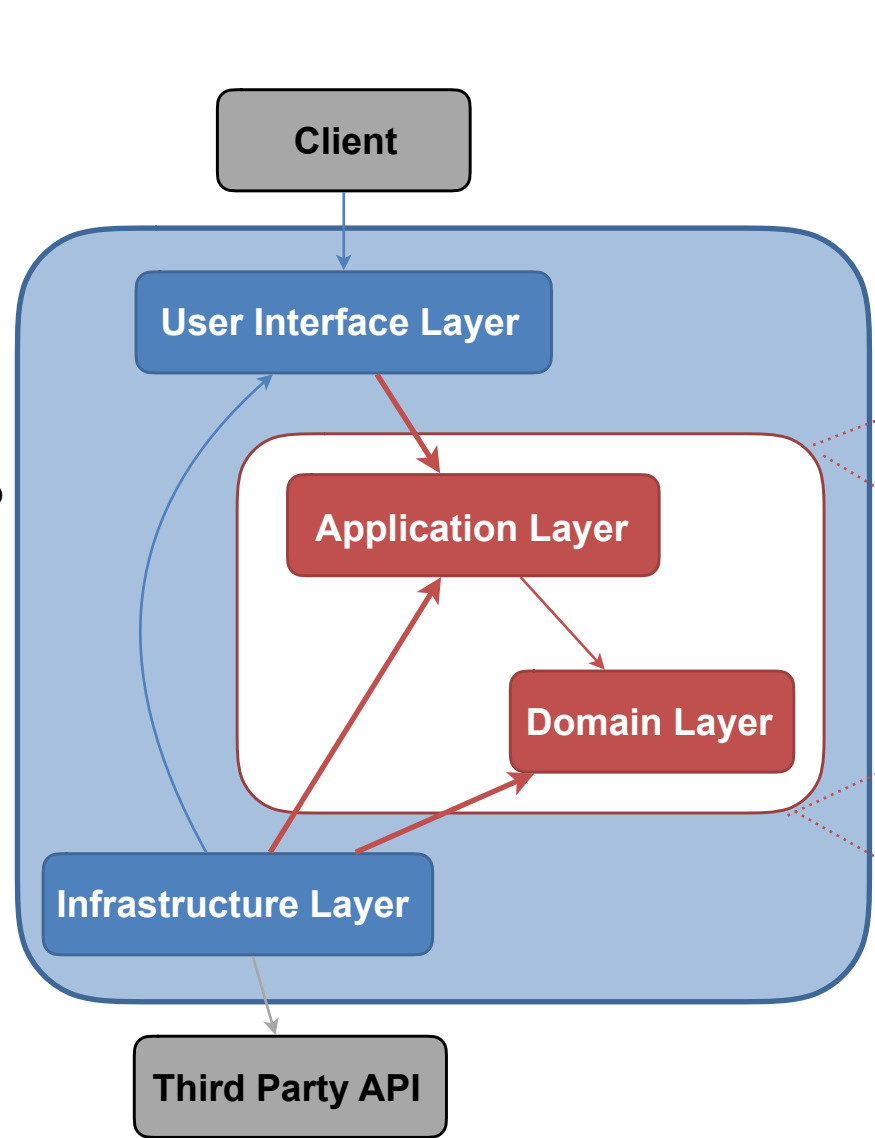 Client
User Interface Layer
Application Layer
Domain Layer
Infrastructure Layer
Third Party API